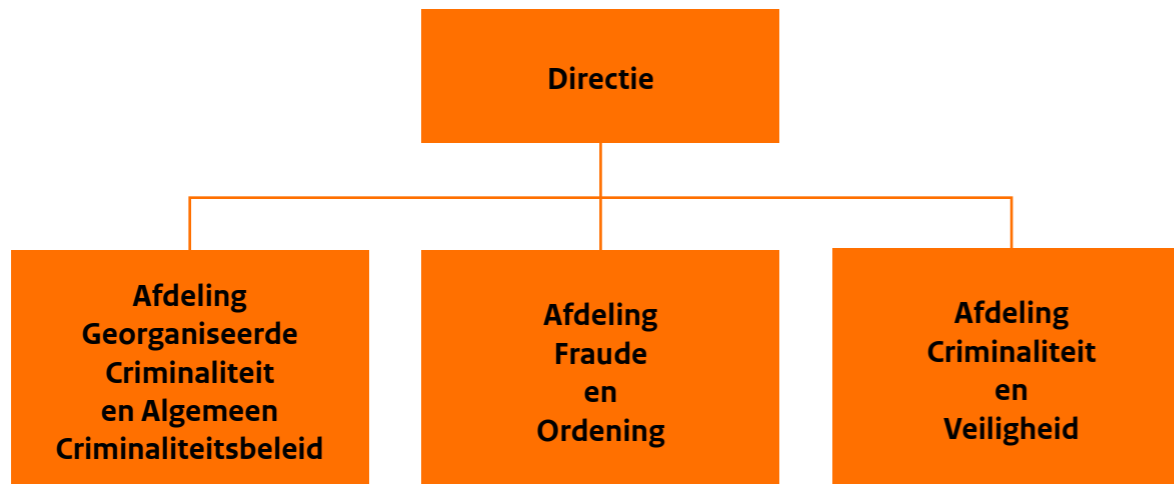 Directie
Afdeling
Georganiseerde
Criminaliteit
en Algemeen
Criminaliteitsbeleid
Afdeling
Fraude
en
Ordening
Afdeling
Criminaliteit
en
Veiligheid